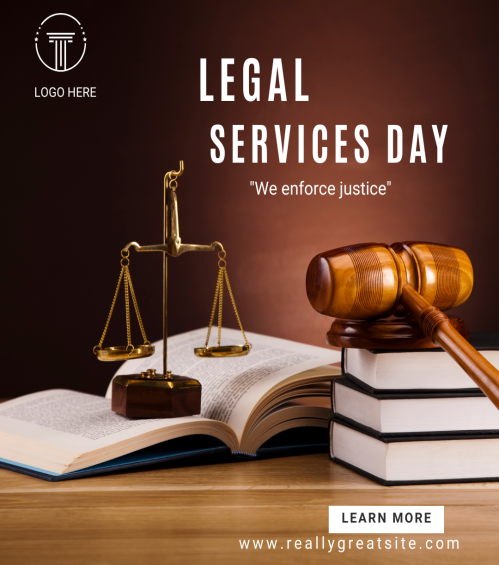 LOGO HERE
LEGAL
SERVICES DAY
"We enforce justice"
LEARN MORE
www.reallygreatsite.com